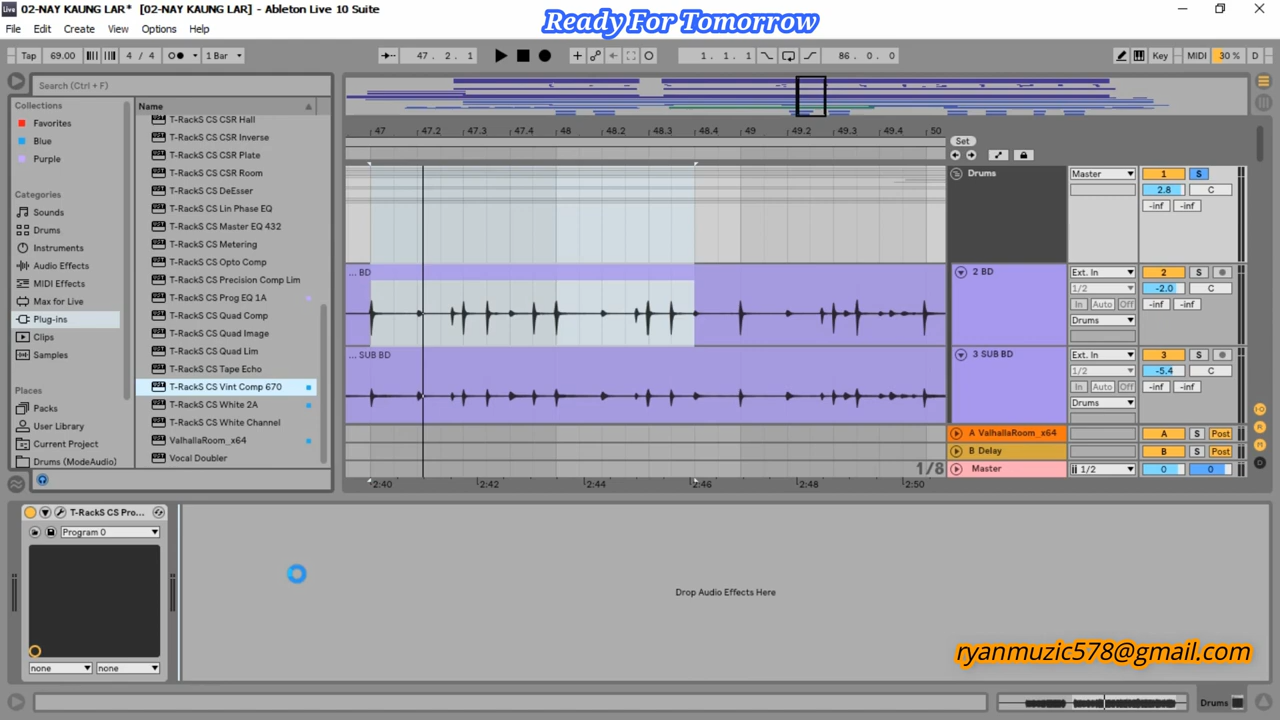 02-NAY KAUNG LAR* [02-NAY KAUNG LAR] - Ableton Live 10 Suite
Ready For Tomorrow
File Edit Create View Options Help
Tap 69.00 4 / 4 1 Bar 47. 2. 1 1. 1. 1 86. 0. 0 Key MIDI 30 % D
Search (Ctrl + F)
Collections
Favorites
Blue
Purple
Categories
Sounds
Drums
Instruments
Audio Effects
MIDI Effects
Max for Live
Plug-ins
Clips
Samples
Places
Packs
User Library
Current Project
Drums (ModeAudio)
Name
T-RackS CS CSR Hall
T-RackS CS CSR Inverse
T-RackS CS CSR Plate
T-RackS CS CSR Room
T-RackS CS DeEsser
T-RackS CS Lin Phase EQ
T-RackS CS Master EQ 432
T-RackS CS Metering
T-RackS CS Opto Comp
T-RackS CS Precision Comp Lim
T-RackS CS Prog EQ 1A
T-RackS CS Quad Comp
T-RackS CS Quad Image
T-RackS CS Quad Lim
T-RackS CS Tape Echo
T-RackS CS Vint Comp 670
T-RackS CS White 2A
T-RackS CS White Channel
ValhallaRoom_x64
Vocal Doubler
47 47.2 47.3 47.4 48 48.2 48.3 48.4 49 49.2 49.3 49.4 50
Set
Drums Master 1 S
2.8 C
-inf -inf
... BD
2 BD Ext. In 2 S
1/2 -2.0 C
In Auto Off -inf -inf
Drums
... SUB BD
3 SUB BD Ext. In 3 S
1/2 -5.4 C
In Auto Off -inf -inf
Drums
A ValhallaRoom_x64 A S Post
B Delay B S Post
1/8 Master 1/2 0 0
2:40 2:42 2:44 2:46 2:48 2:50
T-RackS CS Pro...
Program 0
none none
Drop Audio Effects Here
ryanmuzic578@gmail.com
Drums